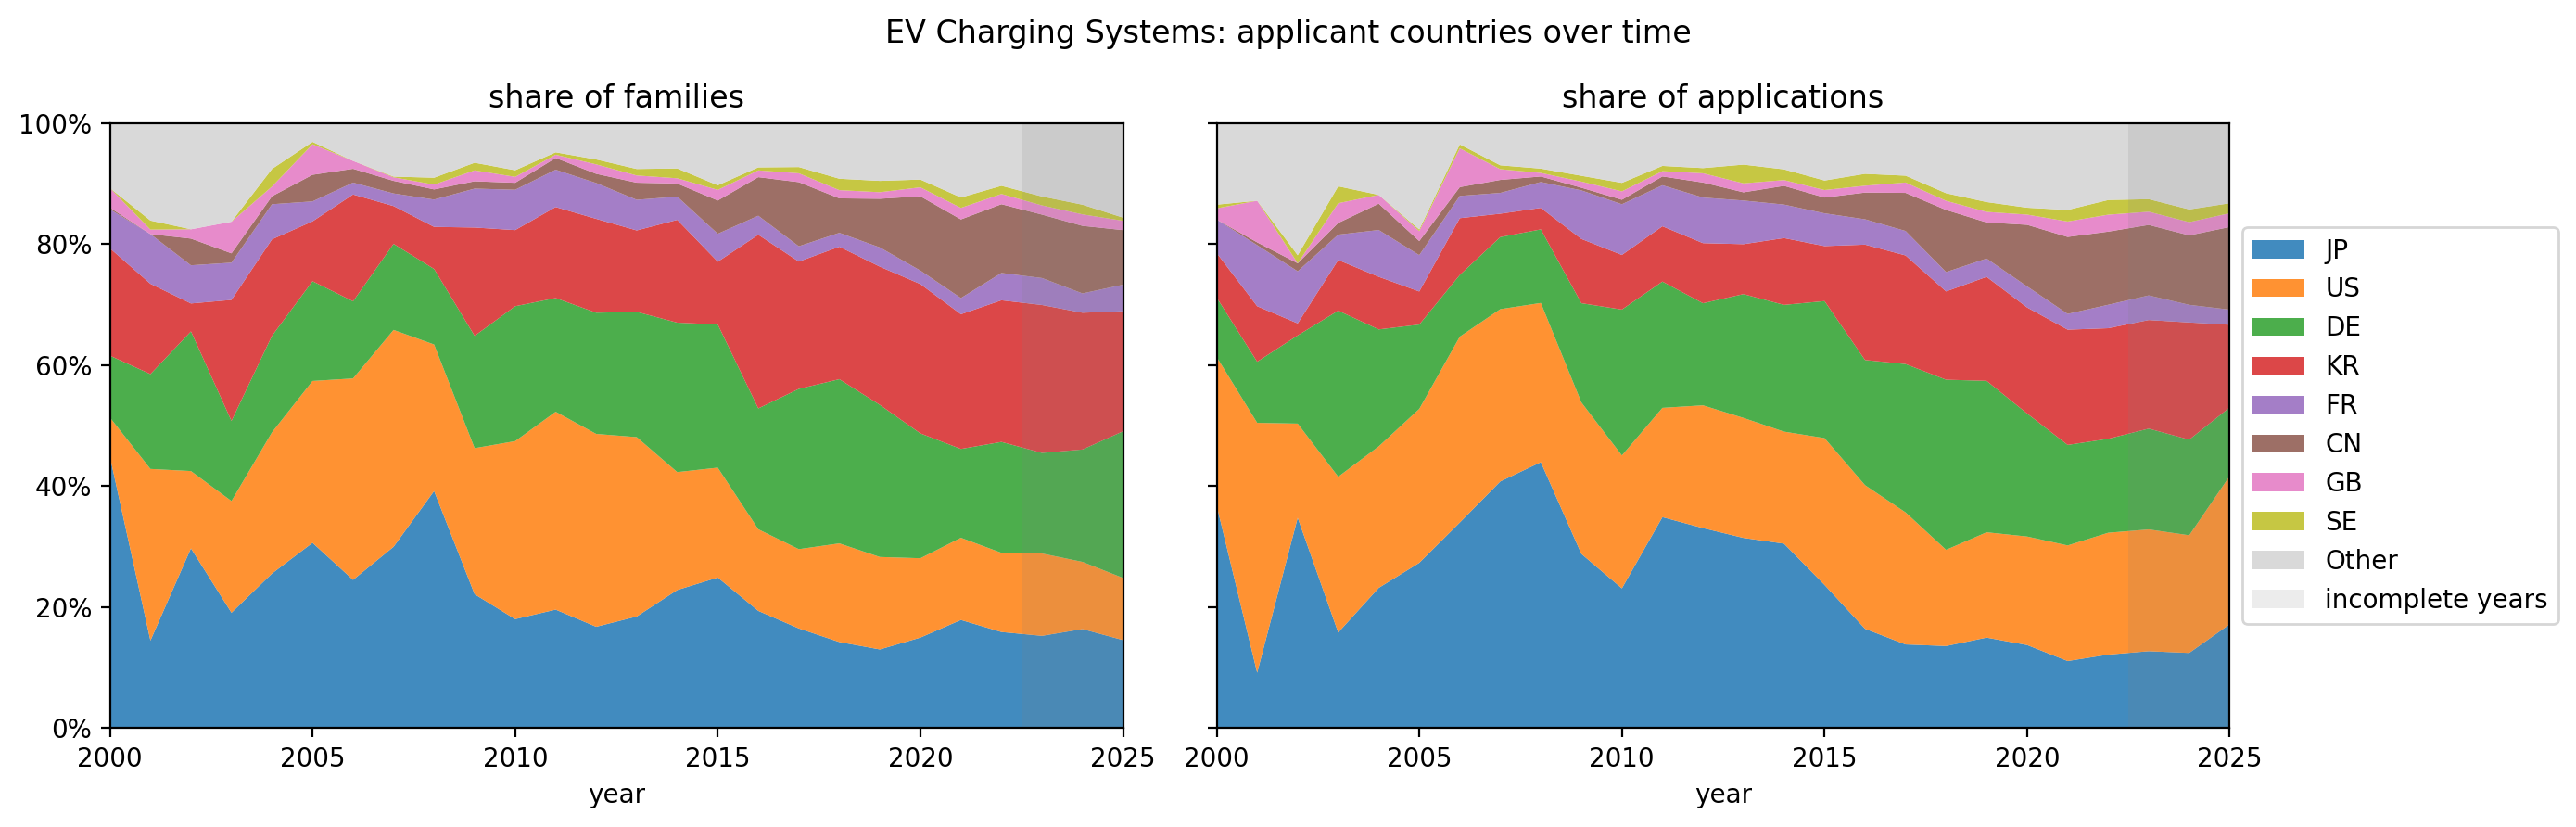 EV Charging Systems: applicant countries over time
share of families
100%
80%
60%
40%
20%
0%
2000 2005 2010 2015 2020 2025
year
share of applications
2000 2005 2010 2015 2020 2025
year
JP
US
DE
KR
FR
CN
GB
SE
Other
incomplete years